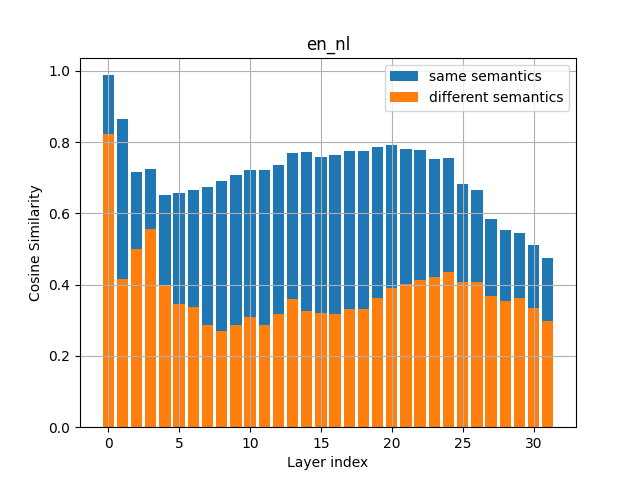 en_nl
same semantics
different semantics
Cosine Similarity
1.0
0.8
0.6
0.4
0.2
0.0
0 5 10 15 20 25 30
Layer index